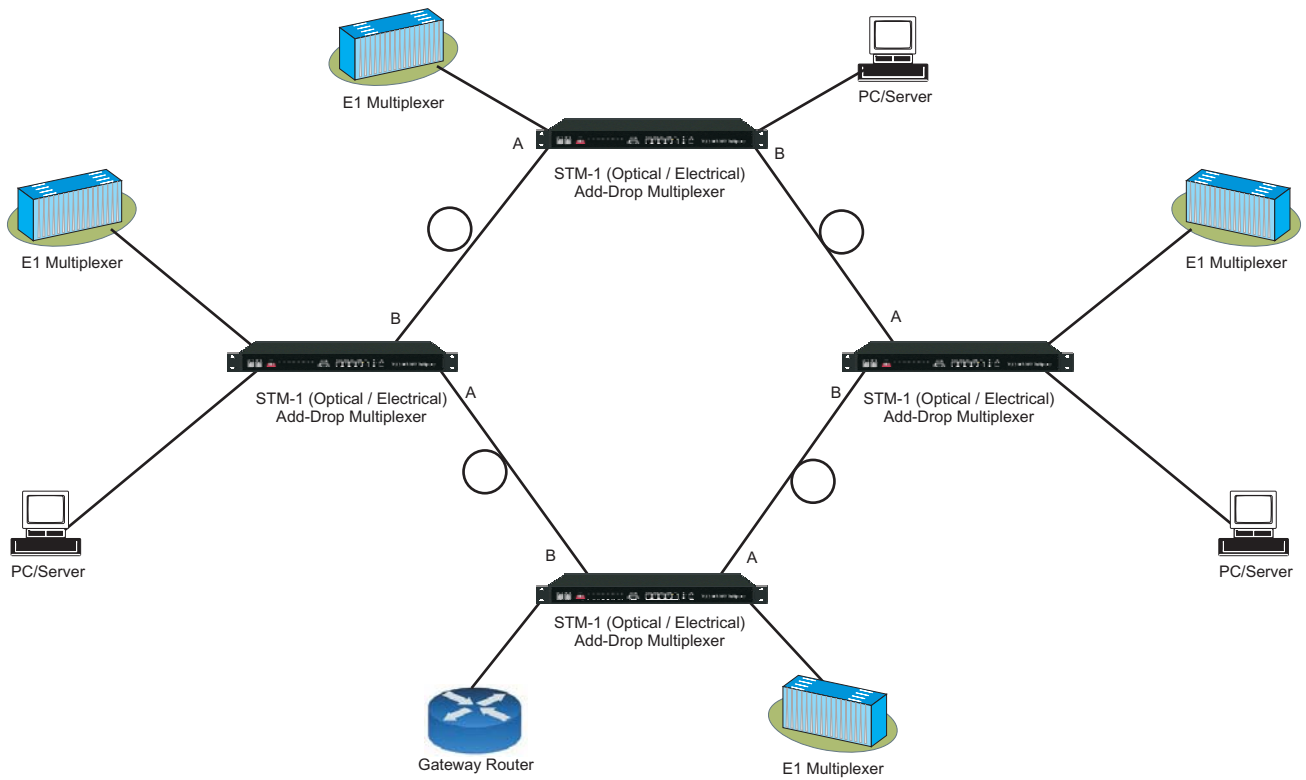 E1 Multiplexer
PC/Server
A
B
STM-1 (Optical / Electrical)
Add-Drop Multiplexer
E1 Multiplexer
E1 Multiplexer
B
A
STM-1 (Optical / Electrical)
Add-Drop Multiplexer
A
B
STM-1 (Optical / Electrical)
Add-Drop Multiplexer
PC/Server
PC/Server
B
A
STM-1 (Optical / Electrical)
Add-Drop Multiplexer
Gateway Router
E1 Multiplexer